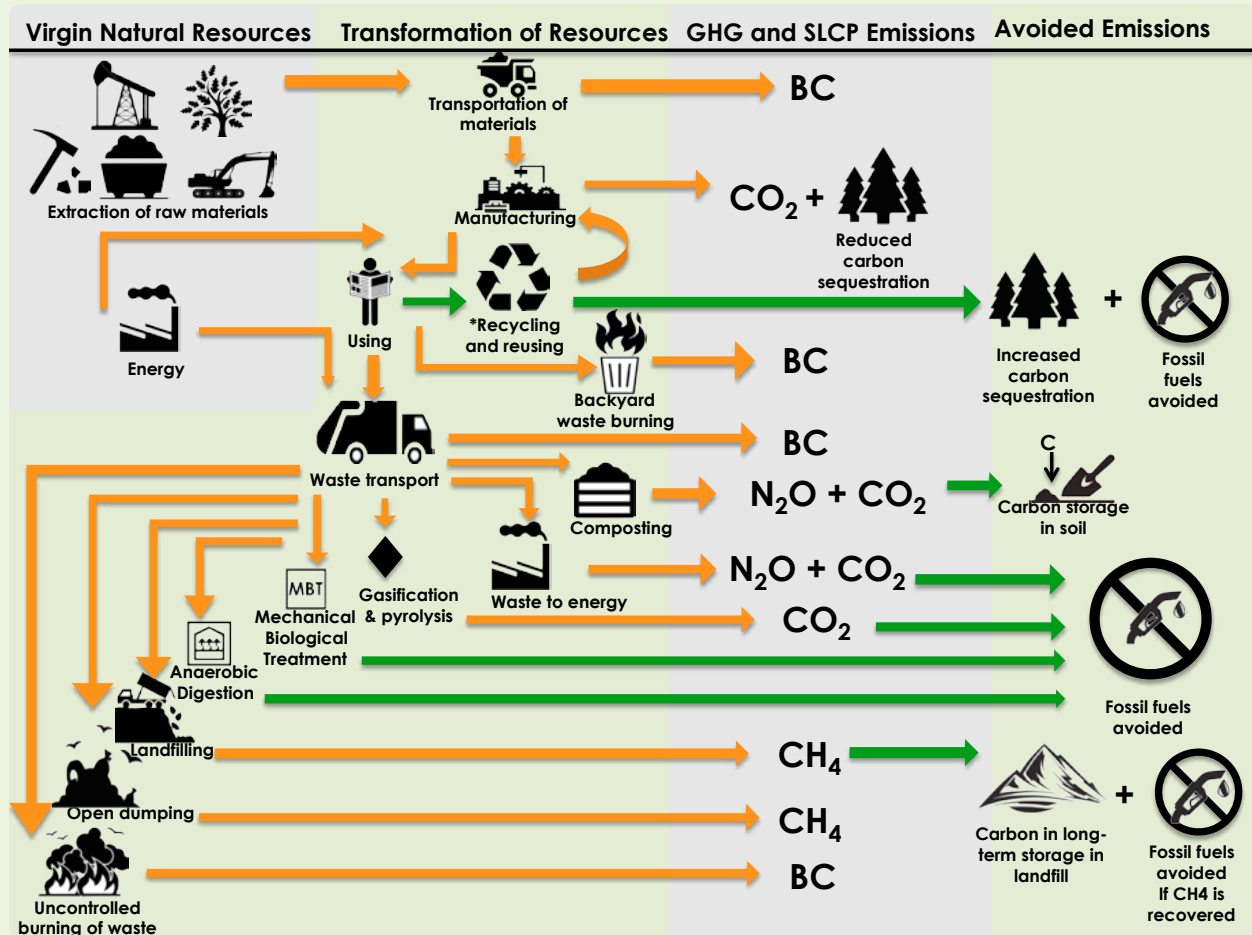 Virgin Natural Resources
Transformation of Resources
GHG and SLCP Emissions
Avoided Emissions
Transportation of
materials
BC
Extraction of raw materials
Manufacturing
CO₂ +
Reduced
carbon
sequestration
Energy
Using
*Recycling
and reusing
+
Increased
carbon
sequestration
Fossil
fuels
avoided
Backyard
waste burning
BC
Waste transport
BC
Composting
N₂O + CO₂
C
Carbon storage
in soil
MBT
Mechanical
Biological
Treatment
Gasification
& pyrolysis
Waste to energy
N₂O + CO₂
CO₂
Anaerobic
Digestion
Fossil fuels
avoided
Landfilling
CH₄
Open dumping
CH₄
+
Carbon in long-
term storage in
landfill
Fossil fuels
avoided
If CH4 is
recovered
Uncontrolled
burning of waste
BC